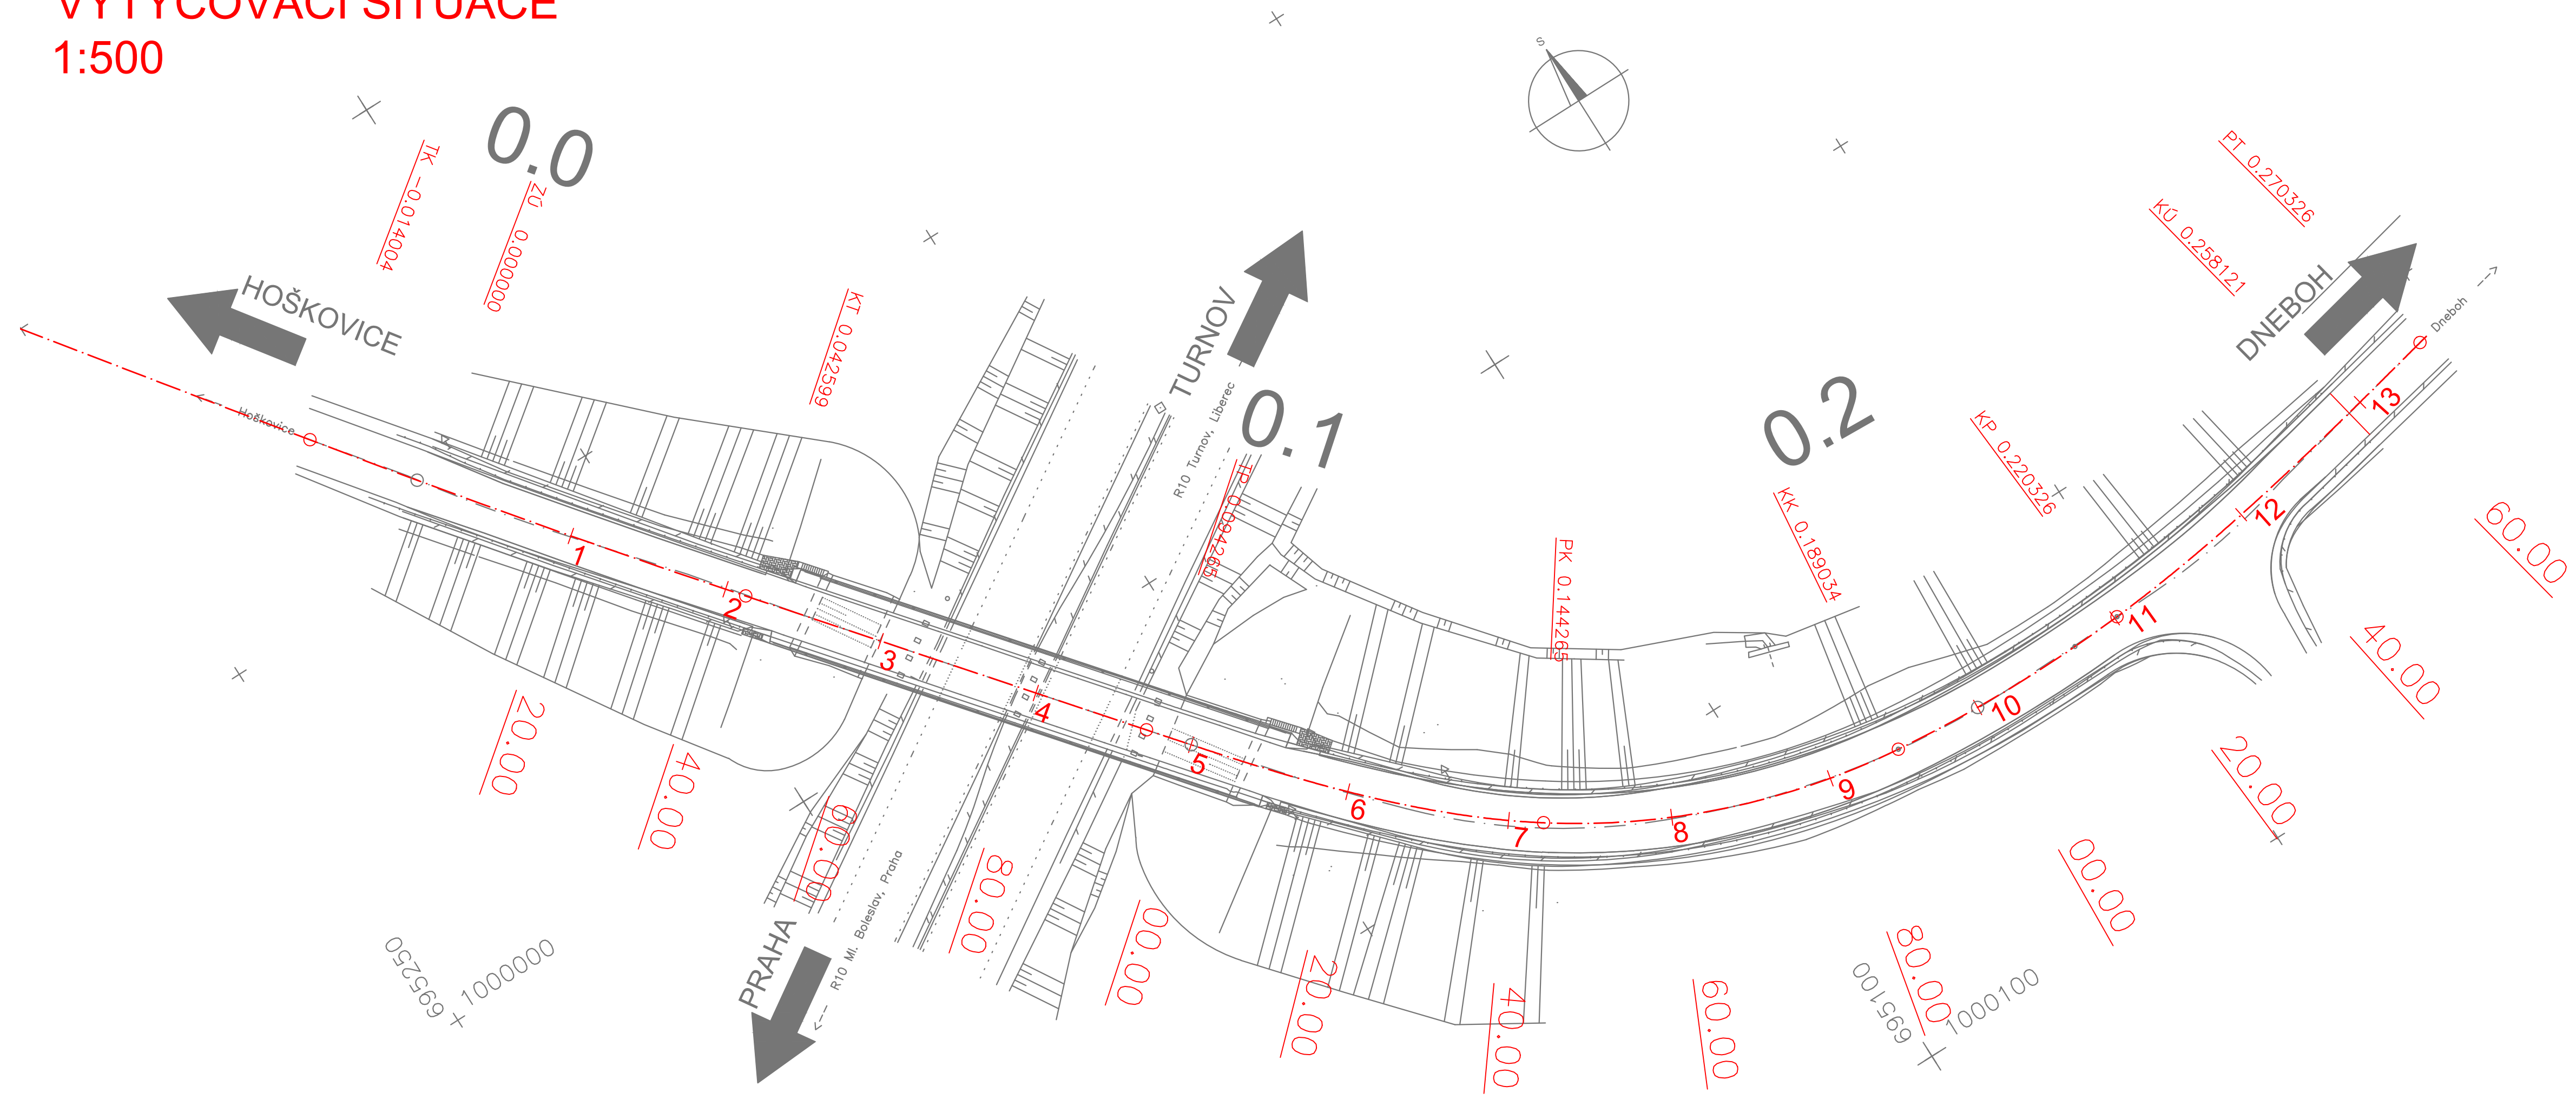 VYTYČOVACÍ SITUACE
1:500
S
0.0
TK -0.014004
ZÚ 0.000000
KT 0.042599
HOŠKOVICE
Hoškovice
TURNOV
R10 Turnov, Liberec
0.1
TP 0.094265
PK 0.144265
0.2
KK 0.189034
KP 0.220326
PT 0.270326
KÚ 0.258121
DNEBOH
Dneboh
1
2
3
4
5
6
7
8
9
10
11
12
13
20.00
40.00
60.00
80.00
00.00
20.00
40.00
60.00
80.00
00.00
20.00
40.00
60.00
PRAHA
R10 Ml. Boleslav, Praha
695250
1000000
695100
1000100